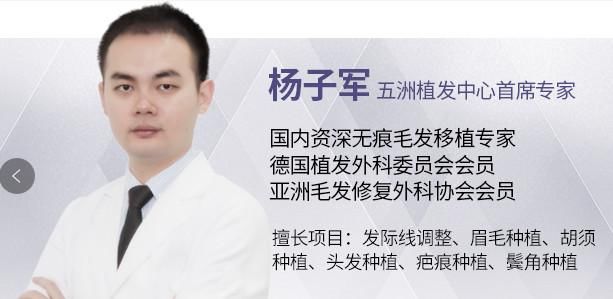 杨子军 五洲植发中心首席专家
国内资深无痕毛发移植专家
德国植发外科委员会会员
亚洲毛发修复外科协会会员
擅长项目：发际线调整、眉毛种植、胡须
种植、头发种植、疤痕种植、鬓角种植